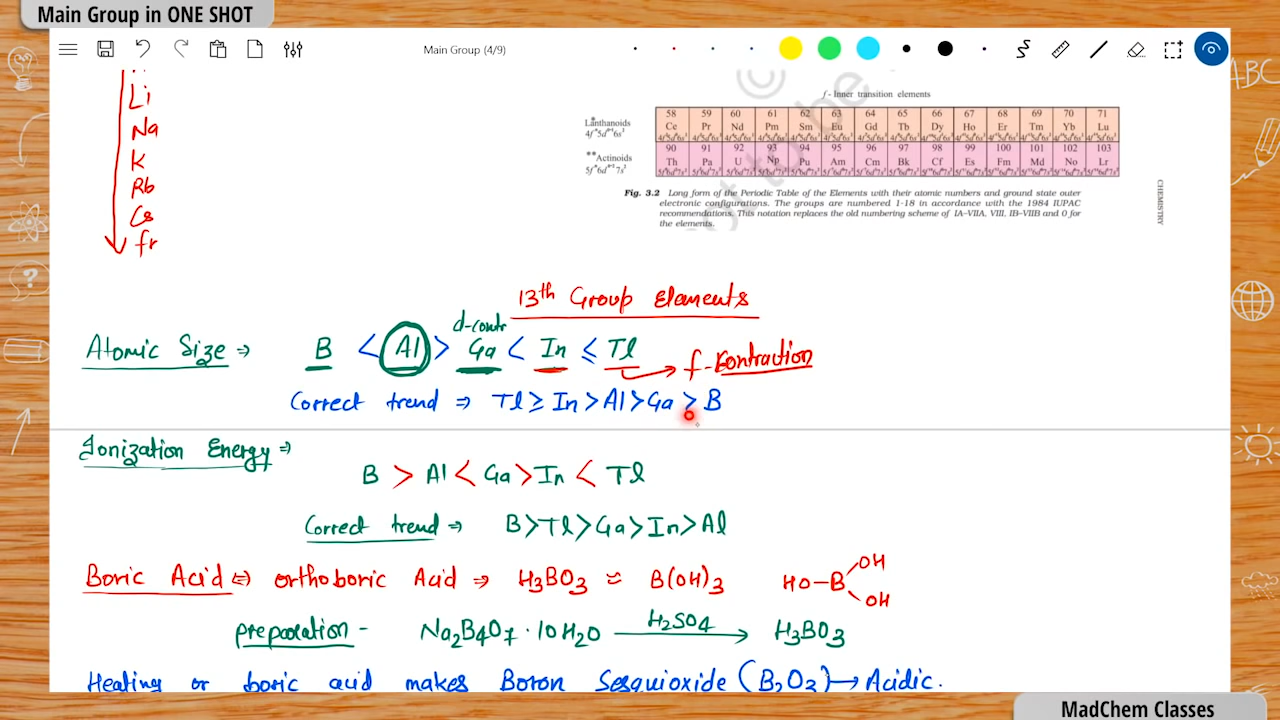 Main Group in ONE SHOT
Main Group (4/9)
Li
Na
K
Rb
Cs
fr
f - Inner transition elements
Lanthanoids
58 59 60 61 62 63 64 65 66 67 68 69 70 71
Ce Pr Nd Pm Sm Eu Gd Tb Dy Ho Er Tm Yb Lu
** Actinoids
90 91 92 93 94 95 96 97 98 99 100 101 102 103
Th Pa U Np Pu Am Cm Bk Cf Es Fm Md No Lr
Fig. 3.2 Long form of the Periodic Table of the Elements with their atomic numbers and ground state outer
electronic configurations. The groups are numbered 1-18 in accordance with the 1984 IUPAC
recommendations. This notation replaces the old numbering scheme of IA–VIIA, VIII, IB–VIIB and 0 for
the elements.
CHEMISTRY
13th Group Elements
d-contr
Atomic Size ⇒ B < Al > Ga < In ≤ Tl → f-contraction
Correct trend ⇒ Tl ≥ In > Al > Ga > B
Ionization Energy ⇒
B > Al < Ga > In < Tl
Correct trend ⇒ B > Tl > Ga > In > Al
Boric Acid ⇔ orthoboric Acid ⇒ H3BO3 ≈ B(OH)3 HO–B OH OH
preparation - Na2B4O7 · 10H2O H2SO4 → H3BO3
Heating or boric acid makes Boron Sesquioxide (B2O3) → Acidic.
MadChem Classes